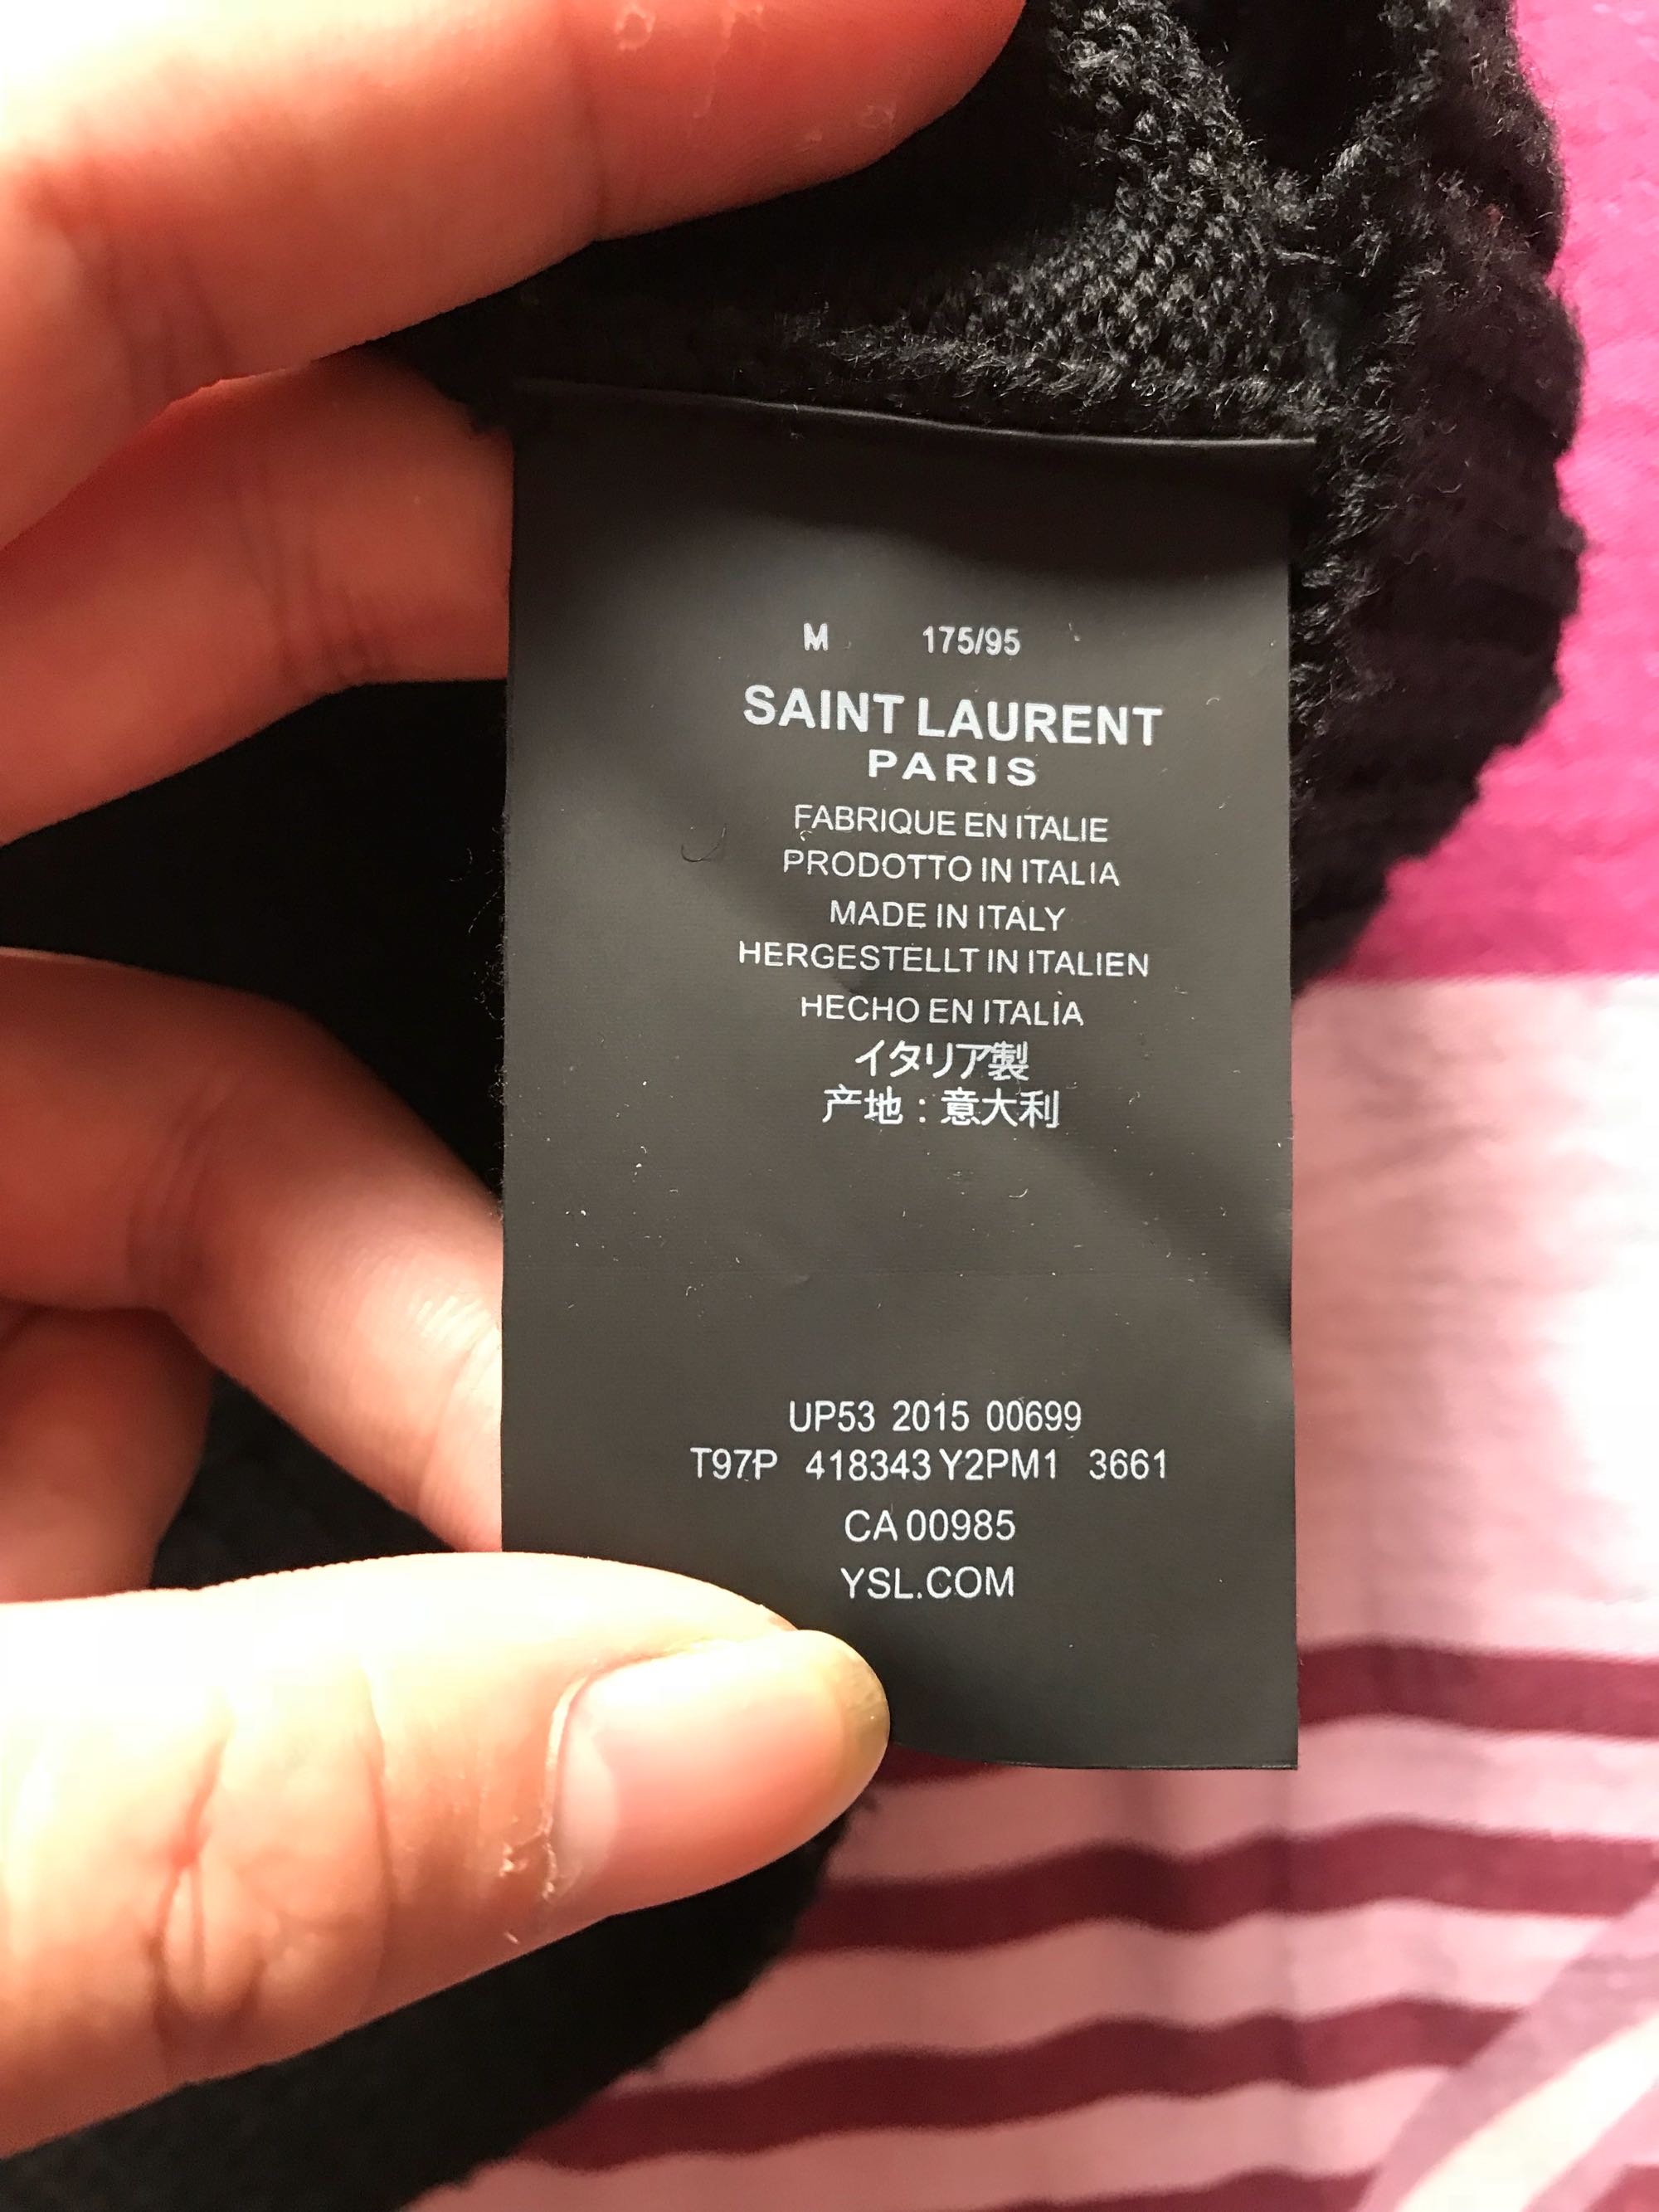 M 175/95
SAINT LAURENT
PARIS
FABRIQUE EN ITALIE
PRODOTTO IN ITALIA
MADE IN ITALY
HERGESTELLT IN ITALIEN
HECHO EN ITALIA
イタリア製
产地：意大利
UP53 2015 00699
T97P 418343 Y2PM1 3661
CA 00985
YSL.COM